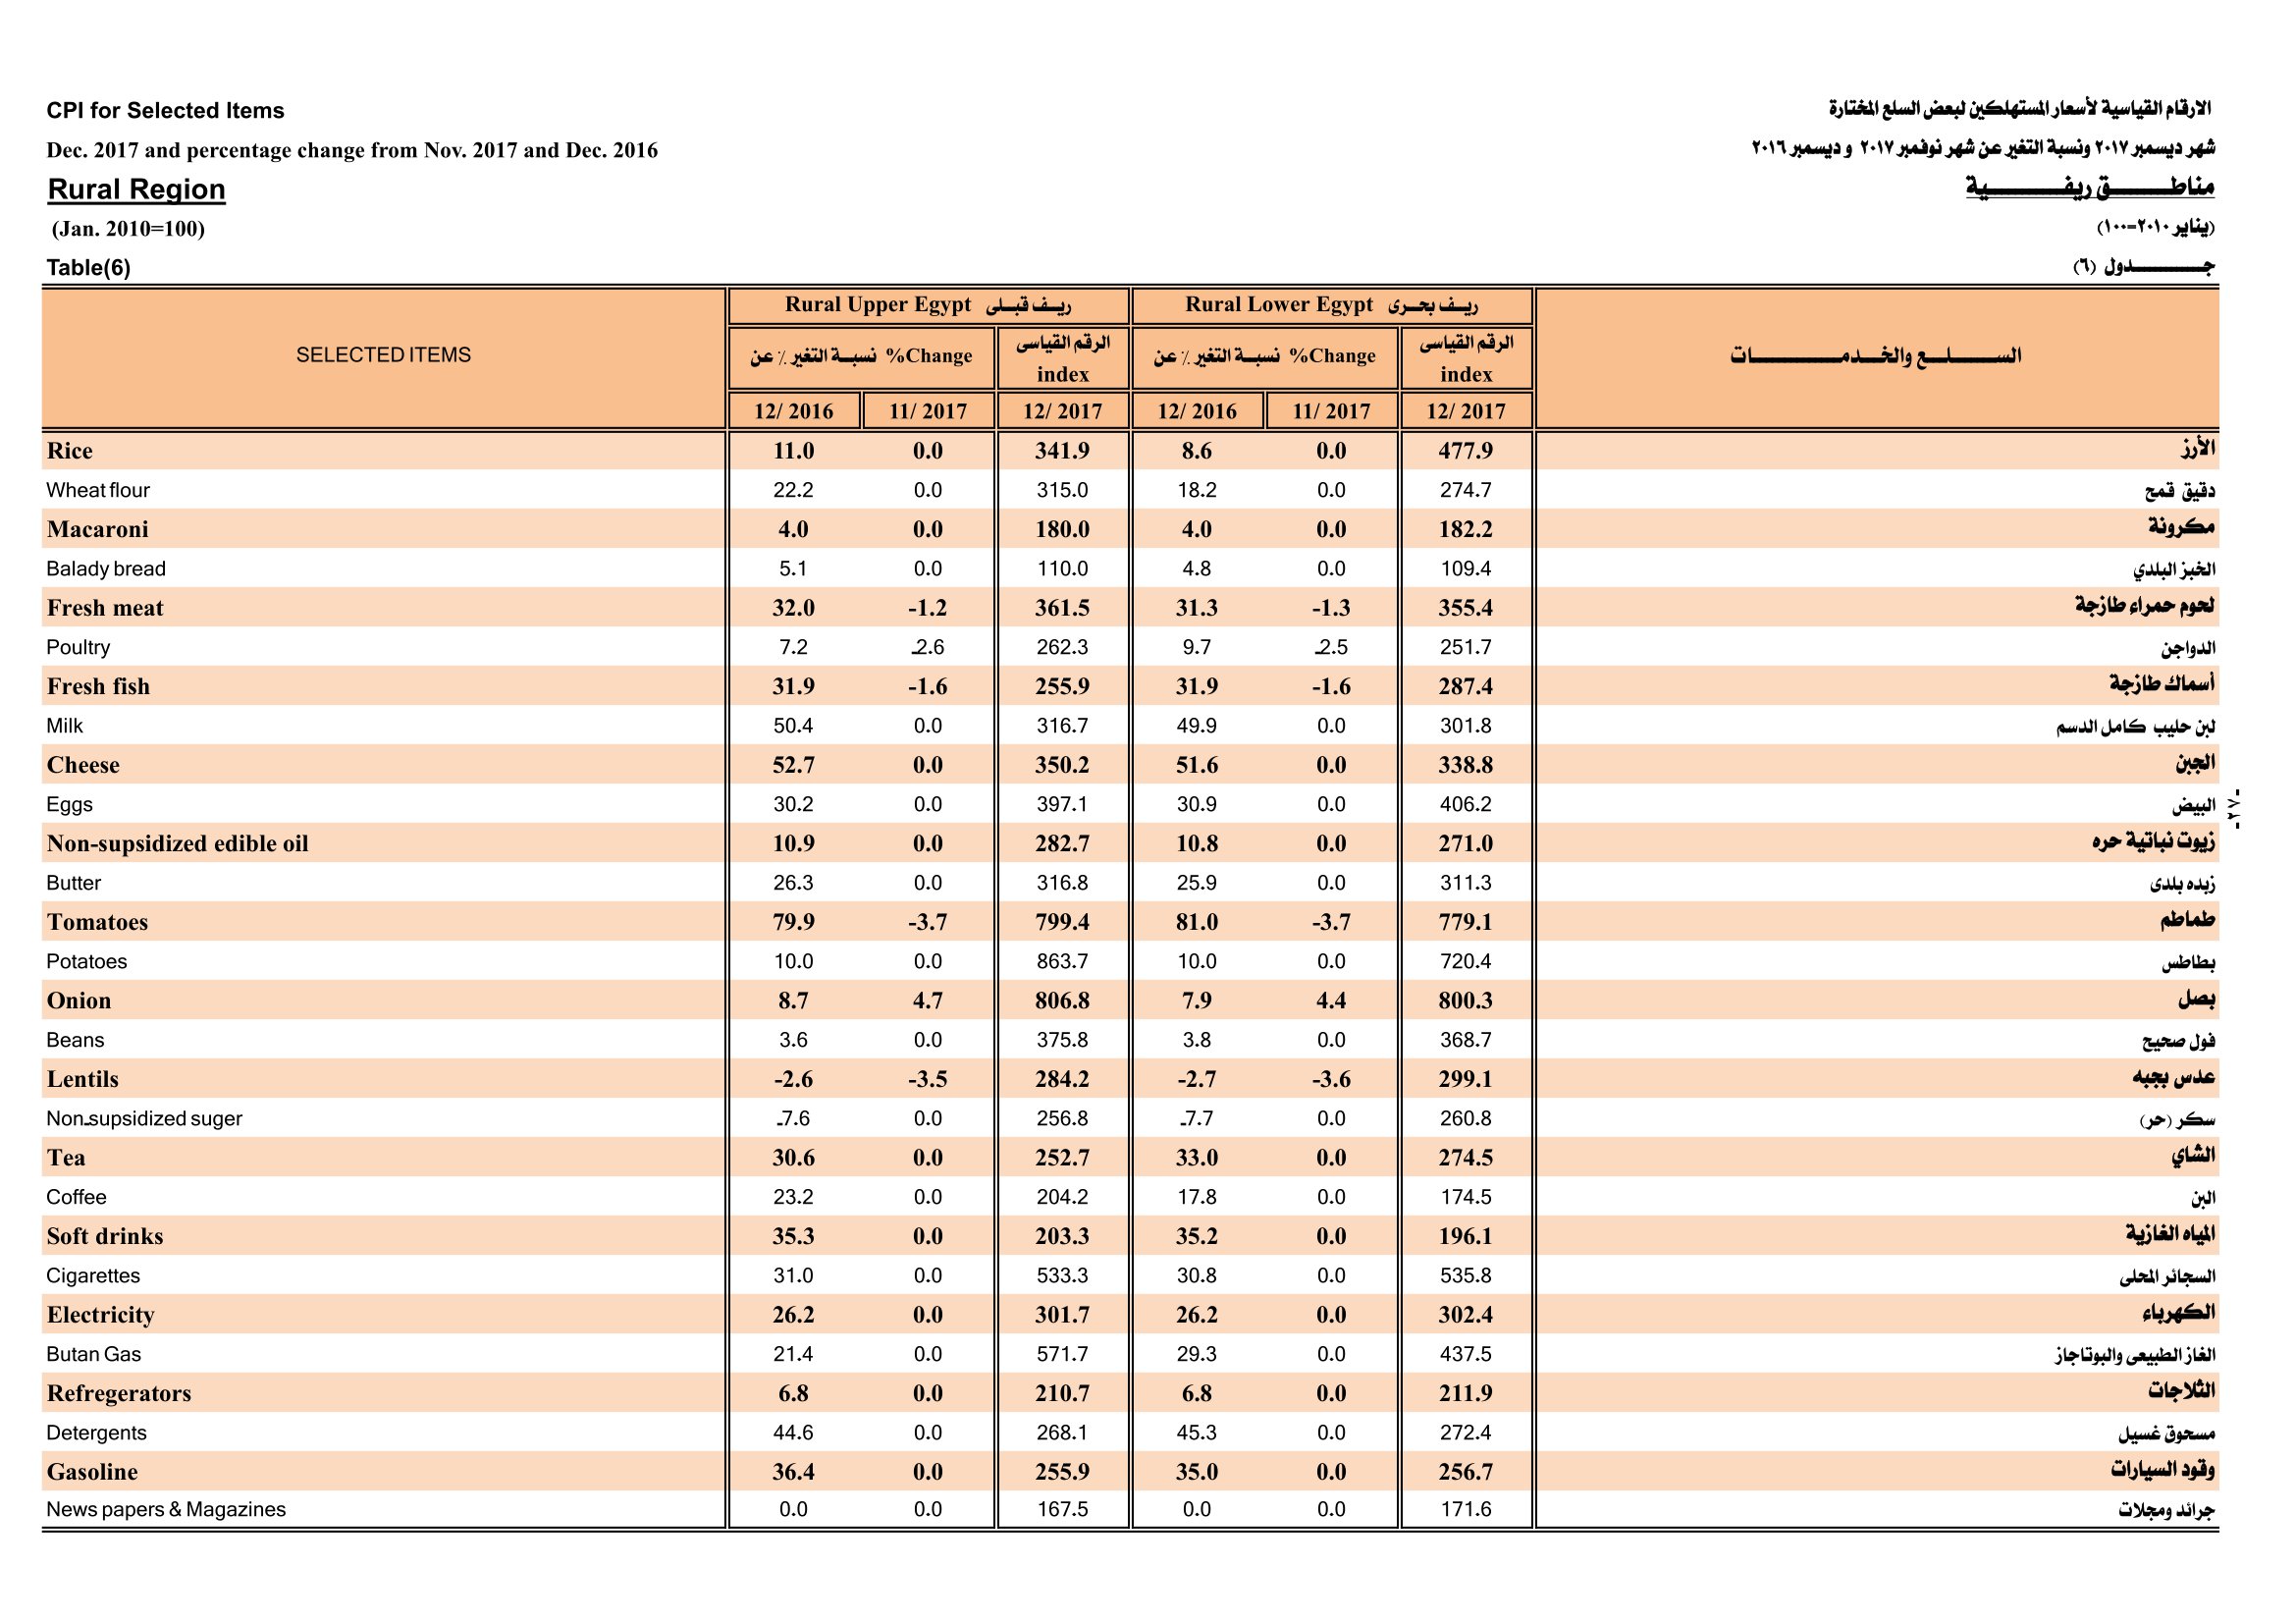 CPI for Selected Items الارقام القياسية لأسعار المستهلكين لبعض السلع المختارة
Dec. 2017 and percentage change from Nov. 2017 and Dec. 2016 شهر ديسمبر ٢٠١٧ ونسبة التغير عن شهر نوفمبر ٢٠١٧ و ديسمبر ٢٠١٦
Rural Region مناطق ريفية
(Jan. 2010=100) (يناير ٢٠١٠=١٠٠)
Table(6) جدول (٦)
Rural Upper Egypt ريف قبلى Rural Lower Egypt ريف بحرى
SELECTED ITEMS نسبة التغير ٪ عن %Change الرقم القياسى index نسبة التغير ٪ عن %Change الرقم القياسى index السلع والخدمات
12/ 2016 11/ 2017 12/ 2017 12/ 2016 11/ 2017 12/ 2017
Rice 11.0 0.0 341.9 8.6 0.0 477.9 الأرز
Wheat flour 22.2 0.0 315.0 18.2 0.0 274.7 دقيق قمح
Macaroni 4.0 0.0 180.0 4.0 0.0 182.2 مكرونة
Balady bread 5.1 0.0 110.0 4.8 0.0 109.4 الخبز البلدي
Fresh meat 32.0 -1.2 361.5 31.3 -1.3 355.4 لحوم حمراء طازجة
Poultry 7.2 -2.6 262.3 9.7 -2.5 251.7 الدواجن
Fresh fish 31.9 -1.6 255.9 31.9 -1.6 287.4 أسماك طازجة
Milk 50.4 0.0 316.7 49.9 0.0 301.8 لبن حليب كامل الدسم
Cheese 52.7 0.0 350.2 51.6 0.0 338.8 الجبن
Eggs 30.2 0.0 397.1 30.9 0.0 406.2 البيض
Non-supsidized edible oil 10.9 0.0 282.7 10.8 0.0 271.0 زيوت نباتية حره
Butter 26.3 0.0 316.8 25.9 0.0 311.3 زبده بلدى
Tomatoes 79.9 -3.7 799.4 81.0 -3.7 779.1 طماطم
Potatoes 10.0 0.0 863.7 10.0 0.0 720.4 بطاطس
Onion 8.7 4.7 806.8 7.9 4.4 800.3 بصل
Beans 3.6 0.0 375.8 3.8 0.0 368.7 فول صحيح
Lentils -2.6 -3.5 284.2 -2.7 -3.6 299.1 عدس بجبه
Non-supsidized suger -7.6 0.0 256.8 -7.7 0.0 260.8 سكر (حر)
Tea 30.6 0.0 252.7 33.0 0.0 274.5 الشاي
Coffee 23.2 0.0 204.2 17.8 0.0 174.5 البن
Soft drinks 35.3 0.0 203.3 35.2 0.0 196.1 المياه الغازية
Cigarettes 31.0 0.0 533.3 30.8 0.0 535.8 السجائر المحلى
Electricity 26.2 0.0 301.7 26.2 0.0 302.4 الكهرباء
Butan Gas 21.4 0.0 571.7 29.3 0.0 437.5 الغاز الطبيعى والبوتاجاز
Refregerators 6.8 0.0 210.7 6.8 0.0 211.9 الثلاجات
Detergents 44.6 0.0 268.1 45.3 0.0 272.4 مسحوق غسيل
Gasoline 36.4 0.0 255.9 35.0 0.0 256.7 وقود السيارات
News papers & Magazines 0.0 0.0 167.5 0.0 0.0 171.6 جرائد ومجلات
-٢٧-